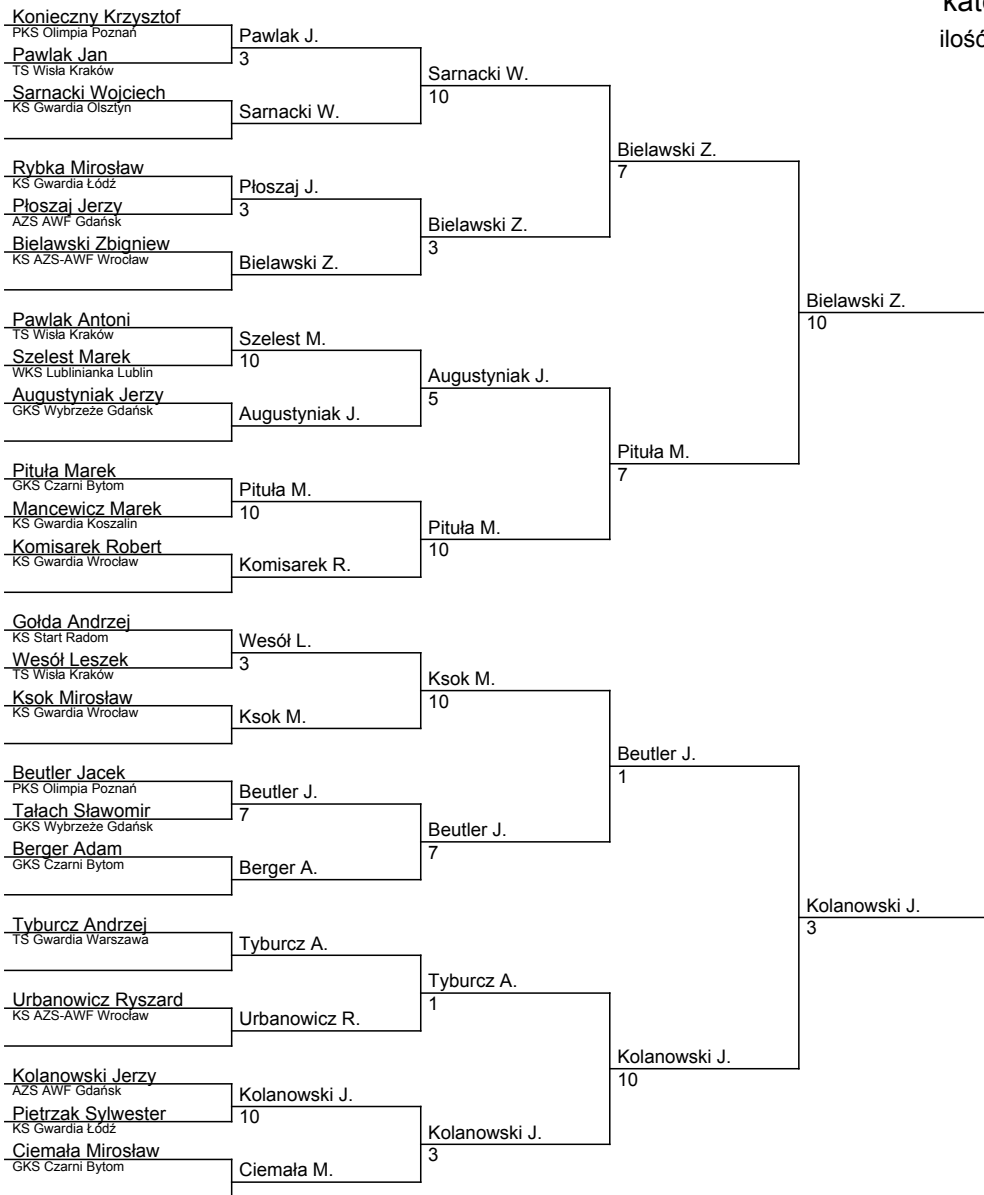 kat
ilość
Konieczny Krzysztof
PKS Olimpia Poznań
Pawlak J.
3
Pawlak Jan
TS Wisła Kraków
Sarnacki W.
10
Sarnacki Wojciech
KS Gwardia Olsztyn
Sarnacki W.
Bielawski Z.
7
Rybka Mirosław
KS Gwardia Łódź
Płoszaj J.
3
Płoszaj Jerzy
AZS AWF Gdańsk
Bielawski Z.
3
Bielawski Zbigniew
KS AZS-AWF Wrocław
Bielawski Z.
Bielawski Z.
10
Pawlak Antoni
TS Wisła Kraków
Szelest M.
10
Szelest Marek
WKS Lublinianka Lublin
Augustyniak J.
5
Augustyniak Jerzy
GKS Wybrzeże Gdańsk
Augustyniak J.
Pituła M.
7
Pituła Marek
GKS Czarni Bytom
Pituła M.
10
Mancewicz Marek
KS Gwardia Koszalin
Pituła M.
10
Komisarek Robert
KS Gwardia Wrocław
Komisarek R.
Gołda Andrzej
KS Start Radom
Wesół L.
3
Wesół Leszek
TS Wisła Kraków
Ksok M.
10
Ksok Mirosław
KS Gwardia Wrocław
Ksok M.
Beutler J.
1
Beutler Jacek
PKS Olimpia Poznań
Beutler J.
7
Tałach Sławomir
GKS Wybrzeże Gdańsk
Beutler J.
7
Berger Adam
GKS Czarni Bytom
Berger A.
Kolanowski J.
3
Tyburcz Andrzej
TS Gwardia Warszawa
Tyburcz A.
Tyburcz A.
1
Urbanowicz Ryszard
KS AZS-AWF Wrocław
Urbanowicz R.
Kolanowski J.
10
Kolanowski Jerzy
AZS AWF Gdańsk
Kolanowski J.
10
Pietrzak Sylwester
KS Gwardia Łódź
Kolanowski J.
3
Ciemała Mirosław
GKS Czarni Bytom
Ciemała M.